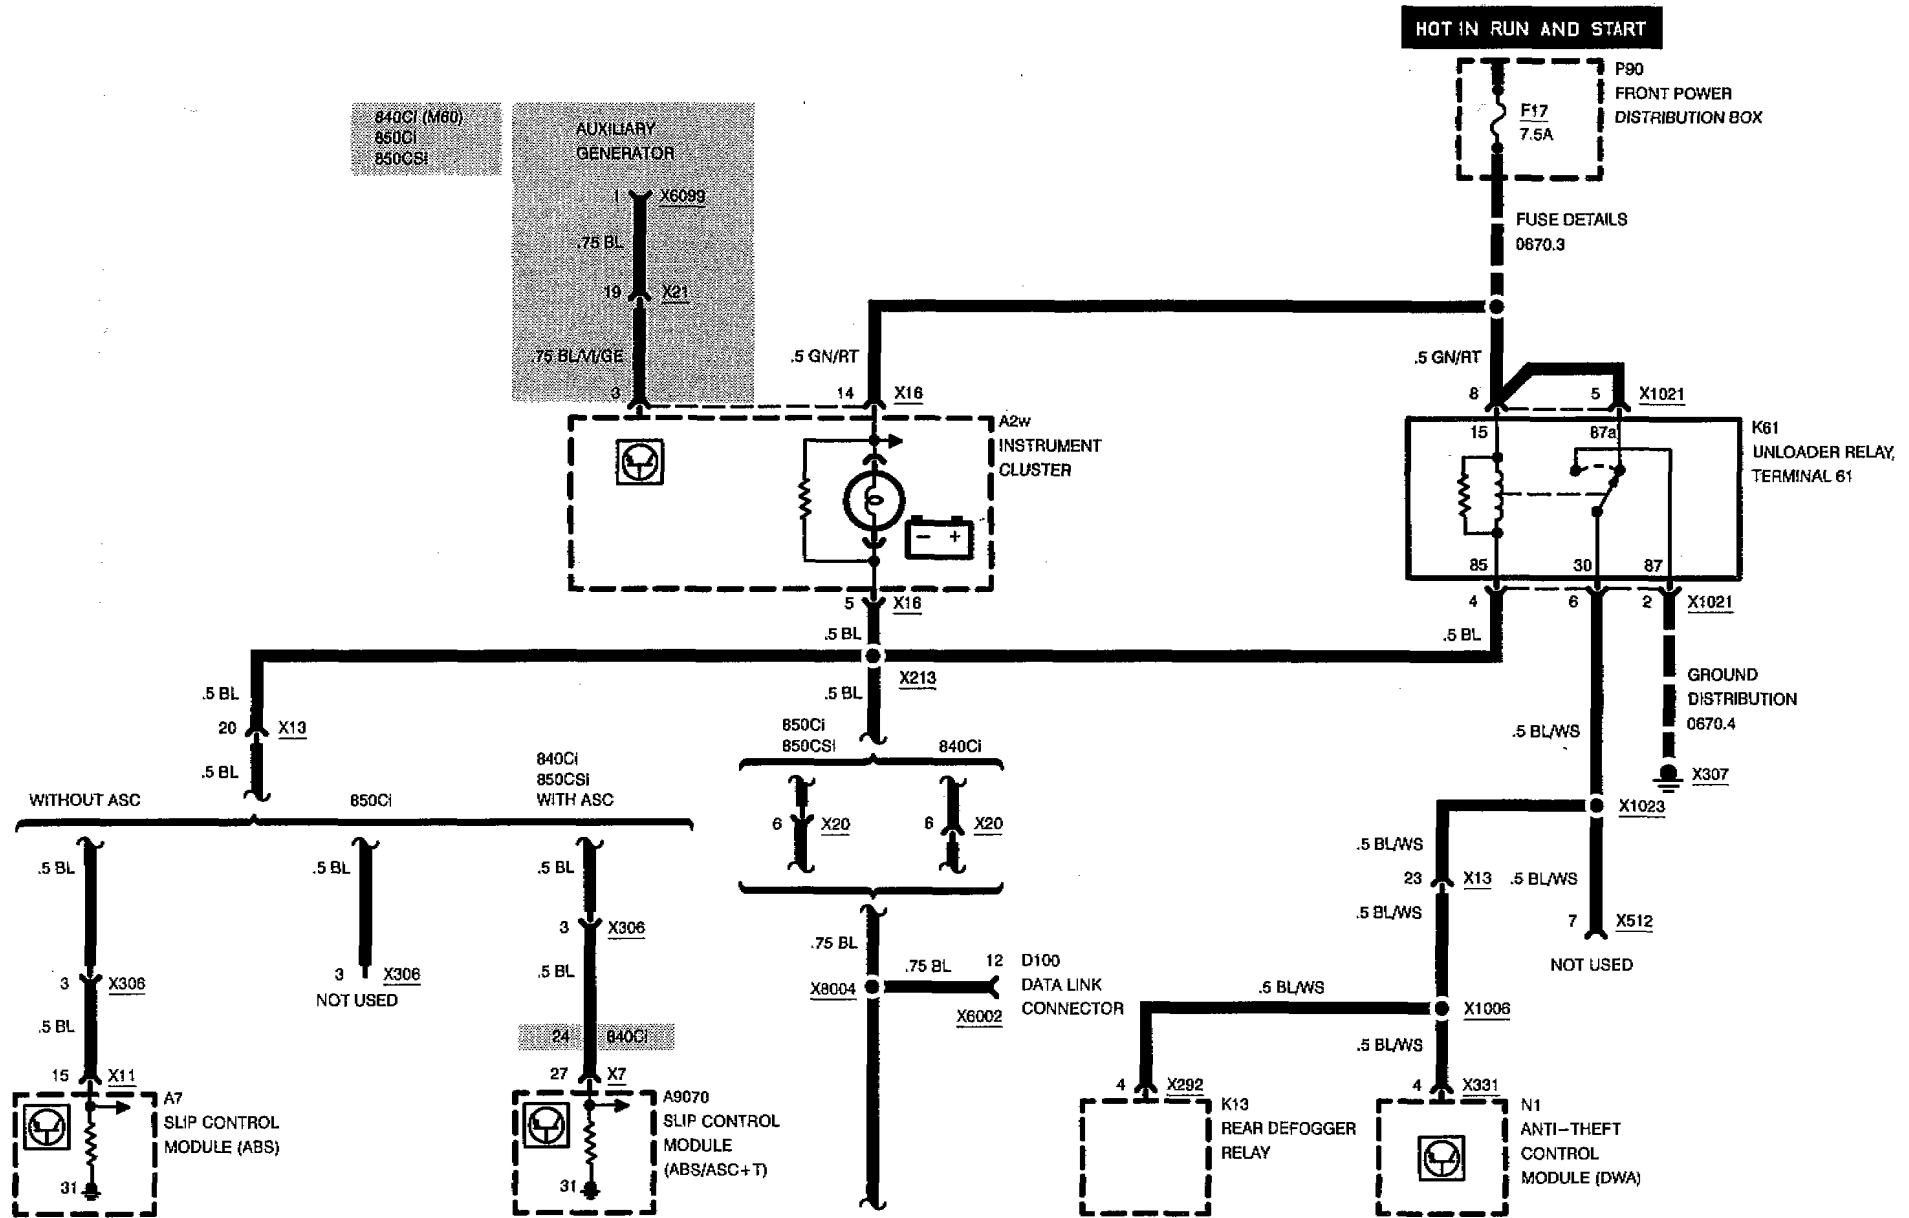 HOT IN RUN AND START
P90
FRONT POWER
DISTRIBUTION BOX
F17
7.5A
FUSE DETAILS
0670.3
840Ci (M60)
850Ci
850CSi
AUXILIARY
GENERATOR
1 X6099
.75 BL
19 X21
.75 BL/VI/GE
3
.5 GN/RT
14 X16
.5 GN/RT
8 5 X1021
A2w
INSTRUMENT
CLUSTER
- +
15 87a
K61
UNLOADER RELAY,
TERMINAL 61
85 30 87
5 X16
4 6 2 X1021
.5 BL
.5 BL
X213
.5 BL
.5 BL
20 X13
.5 BL
GROUND
DISTRIBUTION
0670.4
X307
.5 BL/WS
X1023
850Ci
850CSi
840Ci
6 X20
6 X20
WITHOUT ASC
850Ci
840Ci
850CSi
WITH ASC
.5 BL
.5 BL
.5 BL
3 X306
3 X306
NOT USED
3 X306
.5 BL
.5 BL
24 840Ci
15 X11
27 X7
A7
SLIP CONTROL
MODULE (ABS)
31
A9070
SLIP CONTROL
MODULE
(ABS/ASC+T)
31
.75 BL
.75 BL
12
D100
DATA LINK
CONNECTOR
X8004
X6002
.5 BL/WS
23 X13
.5 BL/WS
.5 BL/WS
7 X512
NOT USED
.5 BL/WS
X1006
.5 BL/WS
4 X292
4 X331
K13
REAR DEFOGGER
RELAY
N1
ANTI-THEFT
CONTROL
MODULE (DWA)